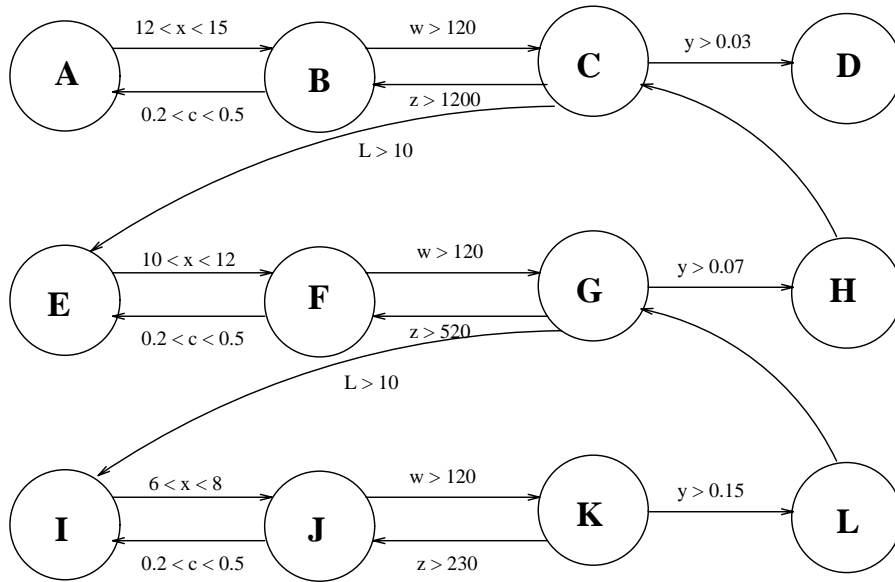 12 < x < 15
w > 120
y > 0.03
A
B
C
D
0.2 < c < 0.5
z > 1200
L > 10
10 < x < 12
w > 120
y > 0.07
E
F
G
H
0.2 < c < 0.5
z > 520
L > 10
6 < x < 8
w > 120
y > 0.15
I
J
K
L
0.2 < c < 0.5
z > 230